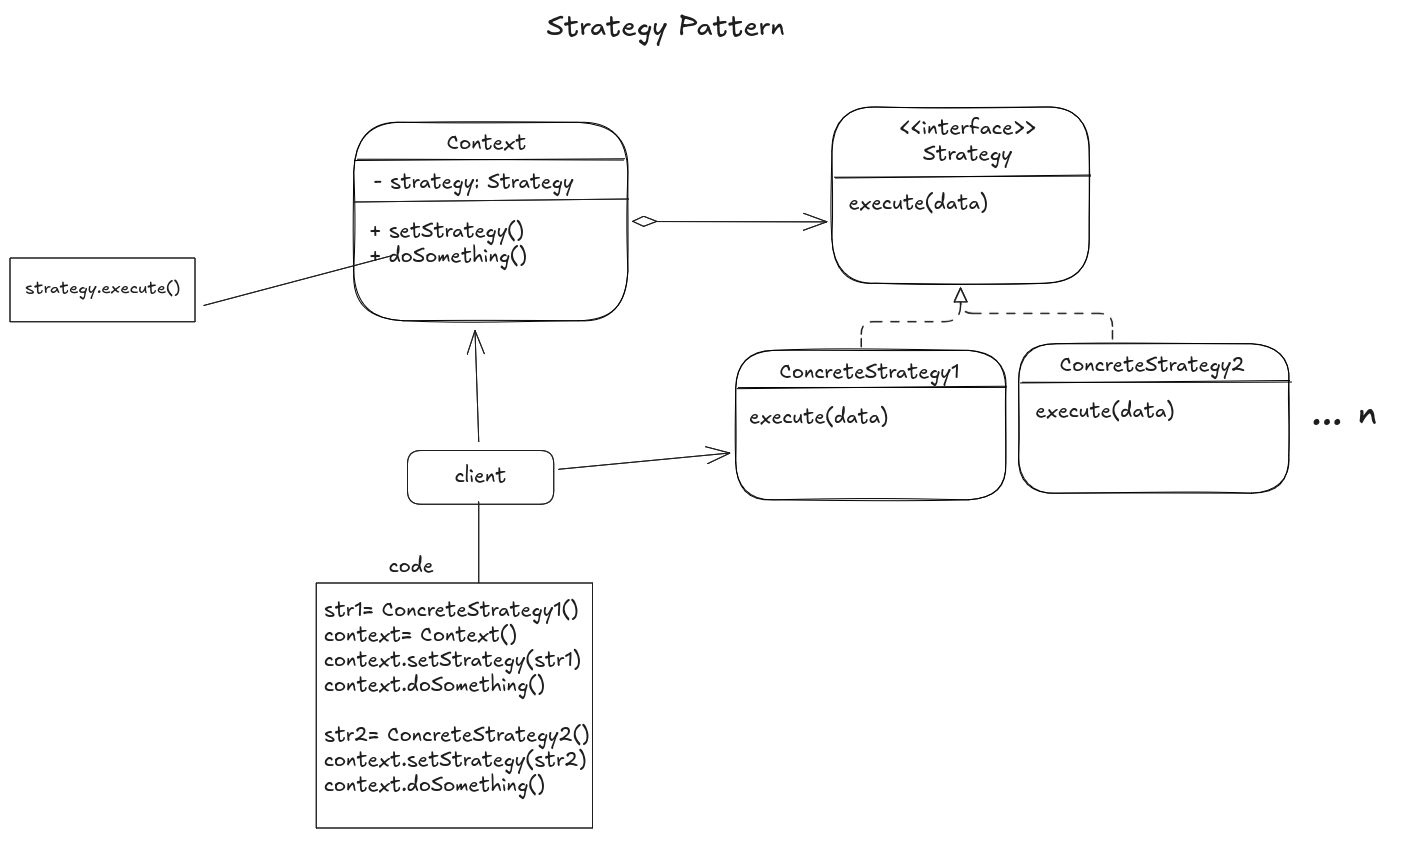 Strategy Pattern
Context
- strategy: Strategy
+ setStrategy()
+ doSomething()
<<interface>>
Strategy
execute(data)
strategy.execute()
ConcreteStrategy1
execute(data)
ConcreteStrategy2
execute(data)
... n
client
code
str1= ConcreteStrategy1()
context= Context()
context.setStrategy(str1)
context.doSomething()
str2= ConcreteStrategy2()
context.setStrategy(str2)
context.doSomething()